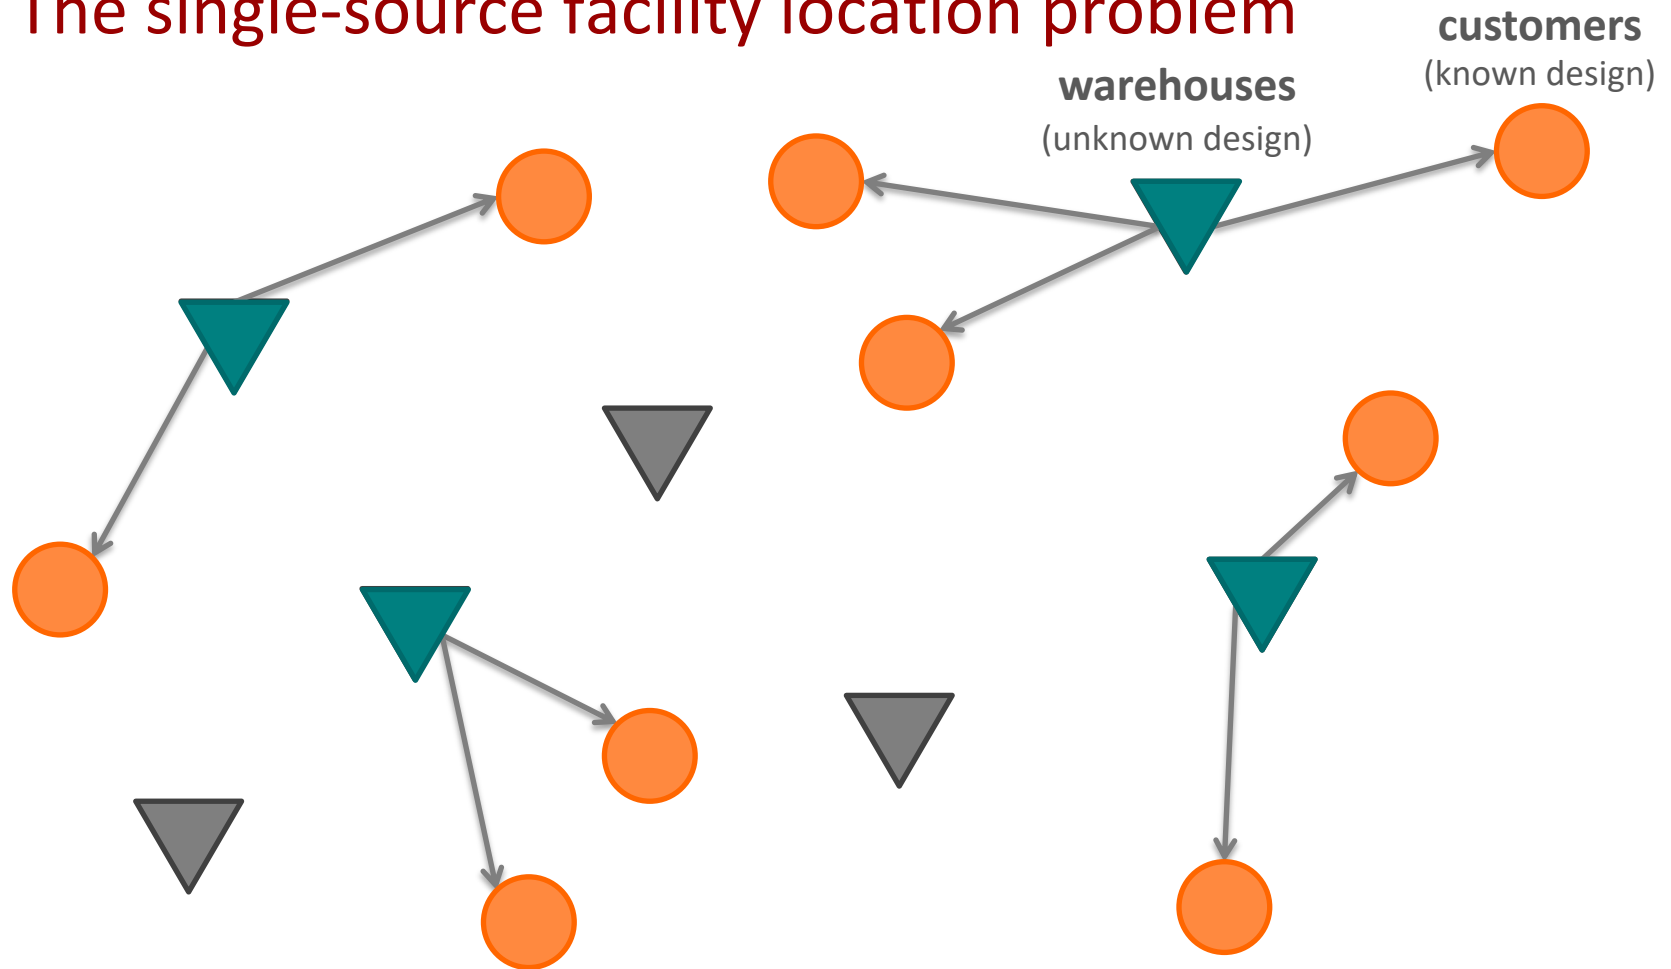 The single-source facility location problem
customers
(known design)
warehouses
(unknown design)